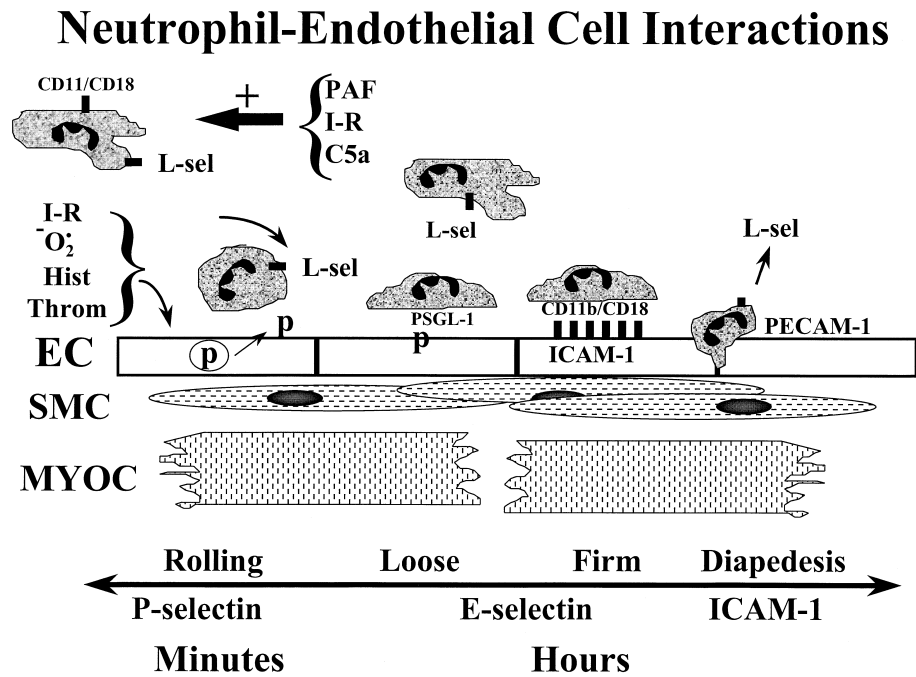 Neutrophil-Endothelial Cell Interactions
CD11/CD18
L-sel
+
PAF
I-R
C5a
L-sel
I-R
⁻O₂•
Hist
Throm
L-sel
p
PSGL-1
p
CD11b/CD18
ICAM-1
L-sel
PECAM-1
EC
p
SMC
MYOC
Rolling Loose Firm Diapedesis
P-selectin E-selectin ICAM-1
Minutes Hours